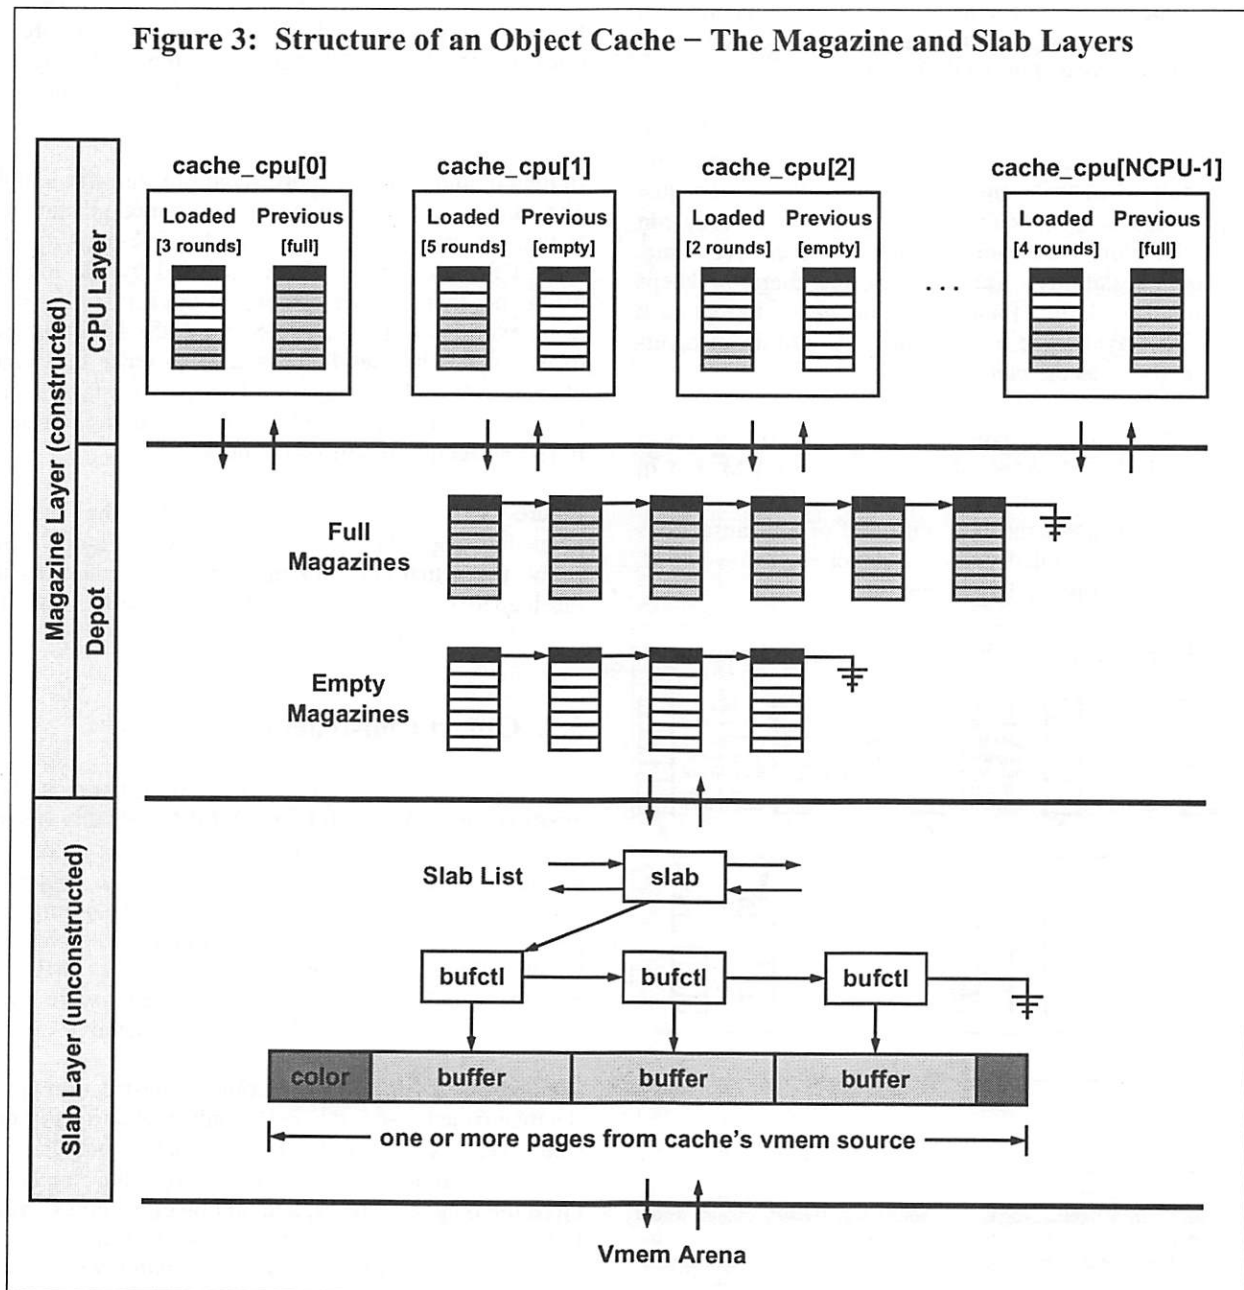 Figure 3: Structure of an Object Cache – The Magazine and Slab Layers
Magazine Layer (constructed)
CPU Layer
cache_cpu[0]
Loaded Previous
[3 rounds] [full]
cache_cpu[1]
Loaded Previous
[5 rounds] [empty]
cache_cpu[2]
Loaded Previous
[2 rounds] [empty]
. . .
cache_cpu[NCPU-1]
Loaded Previous
[4 rounds] [full]
Depot
Full
Magazines
Empty
Magazines
Slab Layer (unconstructed)
Slab List
slab
bufctl bufctl bufctl
color buffer buffer buffer
one or more pages from cache's vmem source
Vmem Arena